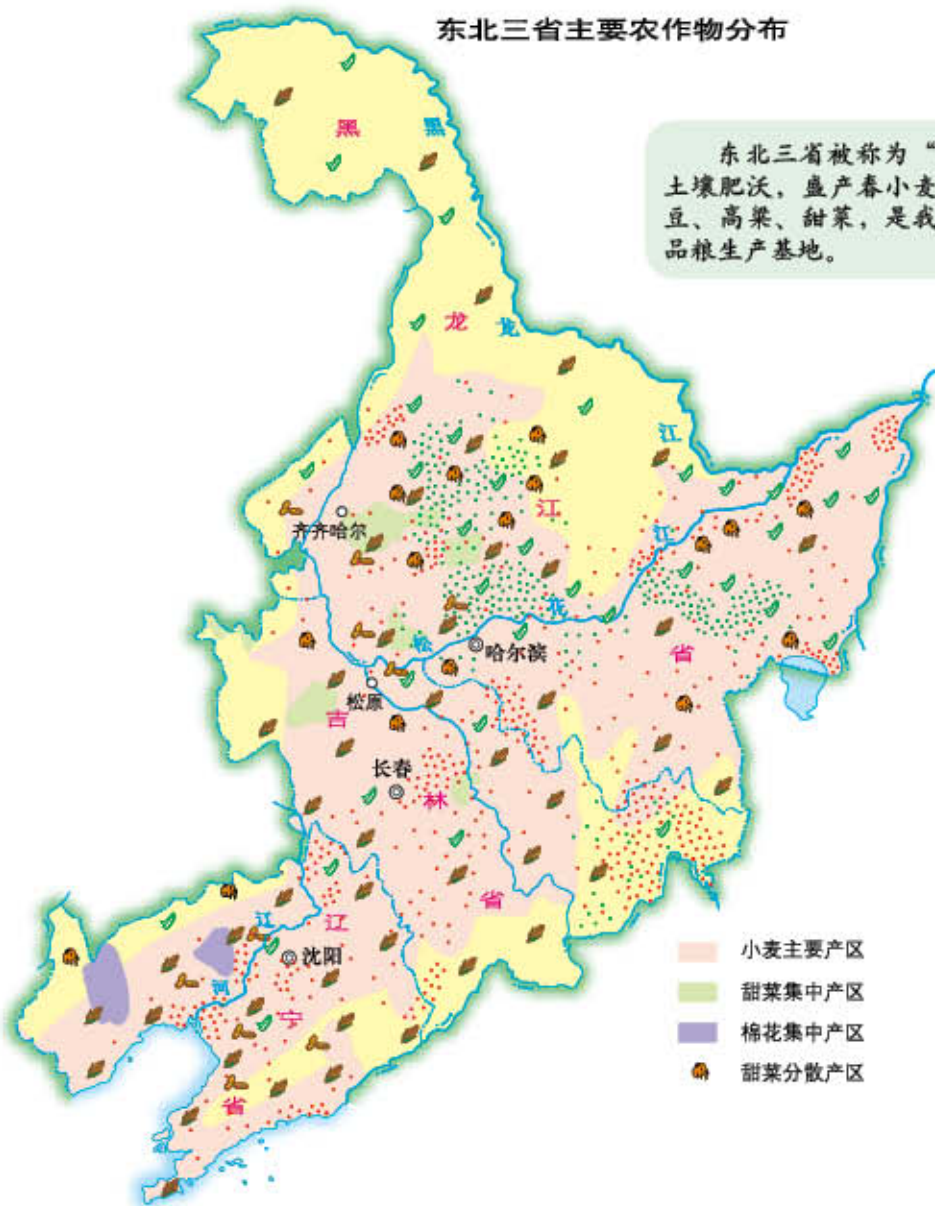 东北三省主要农作物分布
东北三省被称为“
土壤肥沃，盛产春小麦
豆、高粱、甜菜，是我
品粮生产基地。
黑
黑
龙
龙
江
江
江
齐齐哈尔
花
松
哈尔滨
省
松原
吉
长春
林
省
辽
辽
沈阳
河
宁
省
小麦主要产区
甜菜集中产区
棉花集中产区
甜菜分散产区